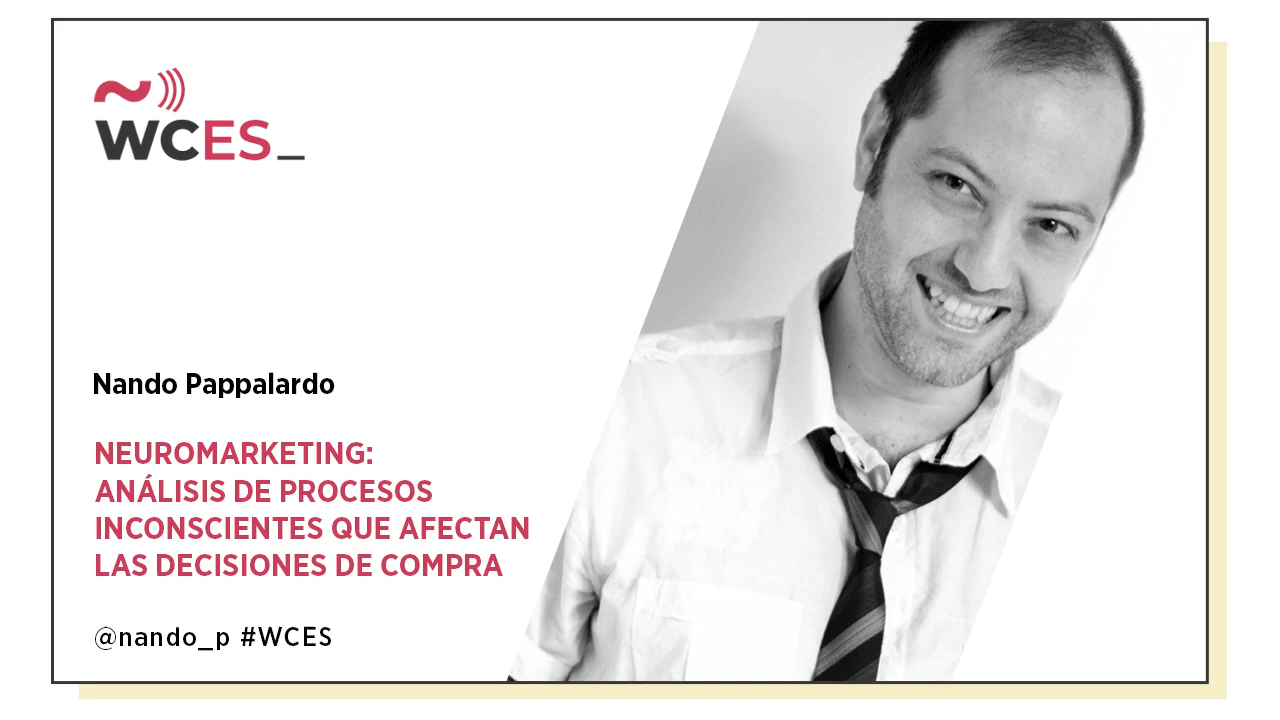 WCES_
Nando Pappalardo
NEUROMARKETING:
ANÁLISIS DE PROCESOS
INCONSCIENTES QUE AFECTAN
LAS DECISIONES DE COMPRA
@nando_p #WCES